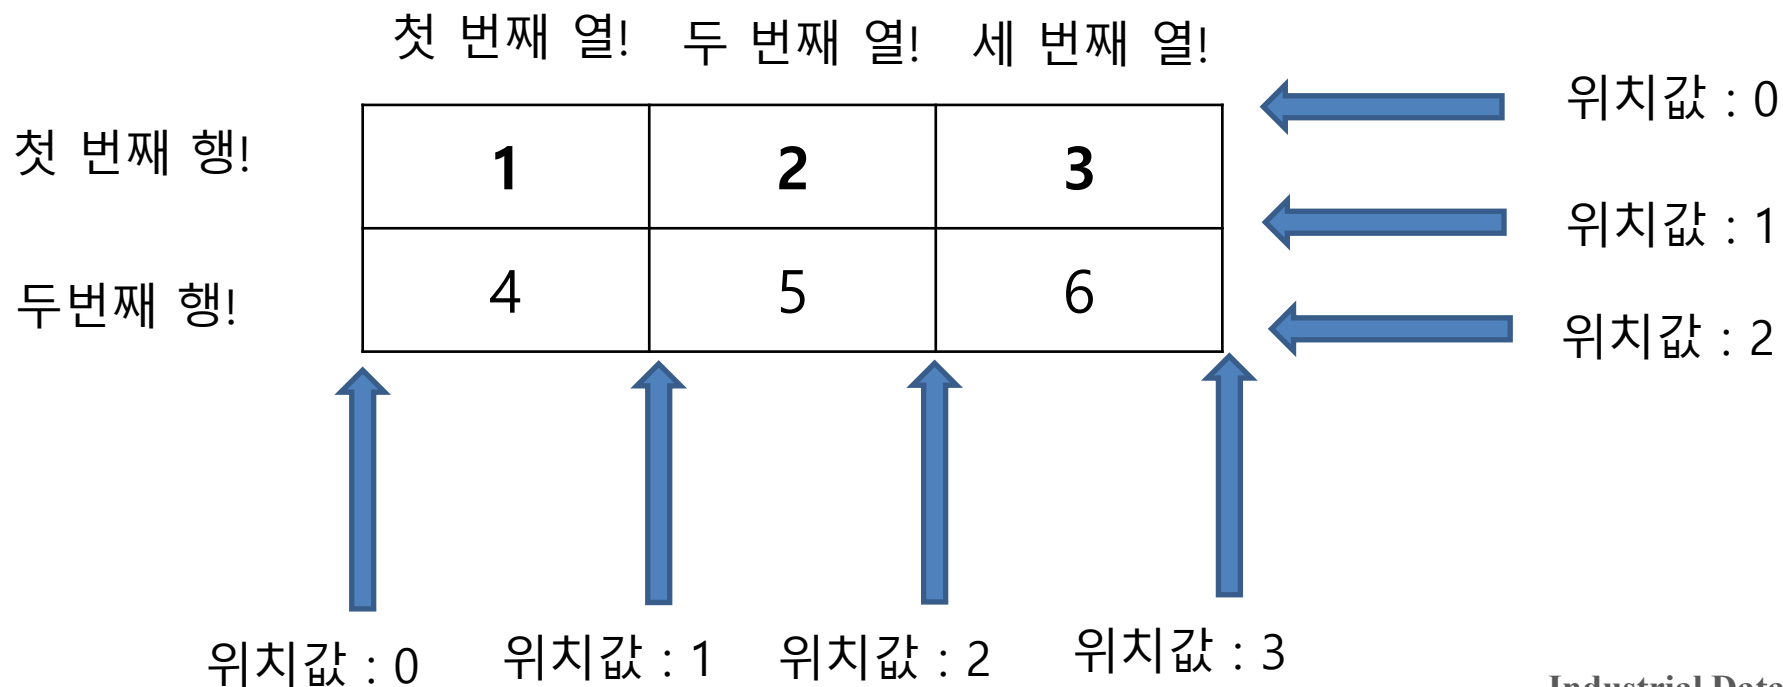 첫 번째 열! 두 번째 열! 세 번째 열!
위치값 : 0
첫 번째 행! 1 2 3
위치값 : 1
두번째 행! 4 5 6
위치값 : 2
위치값 : 0 위치값 : 1 위치값 : 2 위치값 : 3
Industrial Data